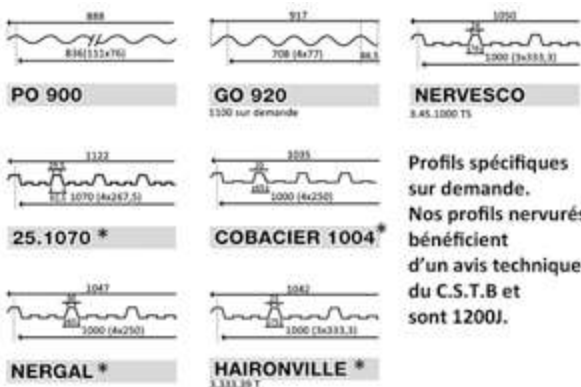 888
836(111x76)
PO 900
917
708 (4x77)
88,5
GO 920
1100 sur demande
1050
1000 (3x333,3)
NERVESCO
3.45.1000 TS
1122
1070 (4x267,5)
25.1070 *
1035
1000 (4x250)
COBACIER 1004*
Profils spécifiques
sur demande.
Nos profils nervurés
bénéficient
d'un avis technique
du C.S.T.B et
sont 1200J.
1047
1000 (4x250)
NERGAL *
1042
1000 (3x333,3)
HAIRONVILLE *
3.333.39 T